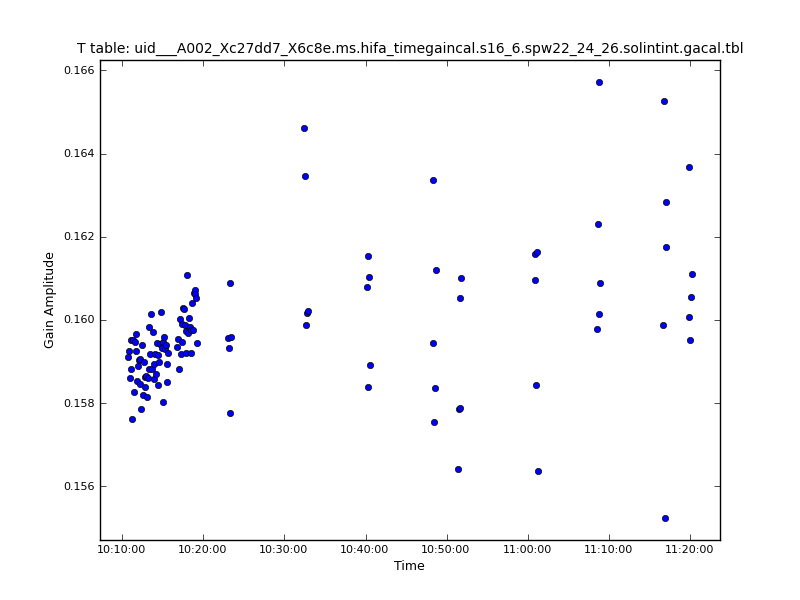 T table: uid___A002_Xc27dd7_X6c8e.ms.hifa_timegaincal.s16_6.spw22_24_26.solintint.gacal.tbl
0.166
0.164
0.162
0.160
0.158
0.156
Gain Amplitude
10:10:00 10:20:00 10:30:00 10:40:00 10:50:00 11:00:00 11:10:00 11:20:00
Time